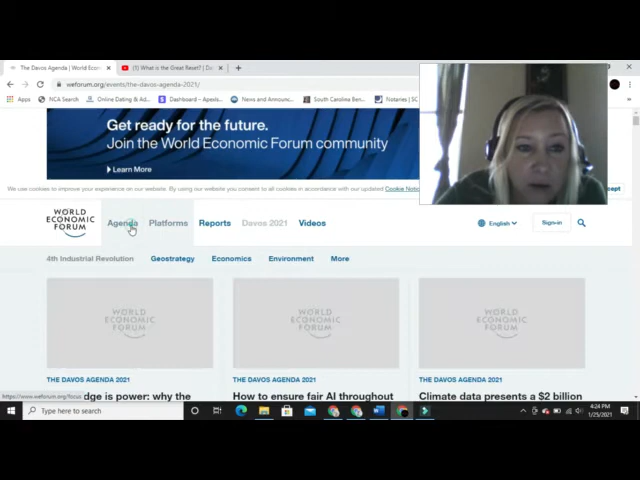 The Davos Agenda | World Econ
(1) What is the Great Reset? | Da
weforum.org/events/the-davos-agenda-2021/
Apps
NCA Search
Online Dating & Ad
Dashboard – Apexis
News and Announc
South Carolina Ben
Notaries | SC
Get ready for the future.
Join the World Economic Forum community
Learn More
We use cookies to improve your experience on our website. By using our website you consent to all cookies in accordance with our updated Cookie Notic
cept
WORLD
ECONOMIC
FORUM
Agenda Platforms Reports Davos 2021 Videos
English
Sign-in
4th Industrial Revolution Geostrategy Economics Environment More
WORLD ECONOMIC FORUM
WORLD ECONOMIC FORUM
WORLD ECONOMIC FORUM
THE DAVOS AGENDA 2021
THE DAVOS AGENDA 2021
THE DAVOS AGENDA 2021
dge is power: why the
How to ensure fair AI throughout
Climate data presents a $2 billion
https://www.weforum.org/focus
Type here to search
4:24 PM
1/25/2021